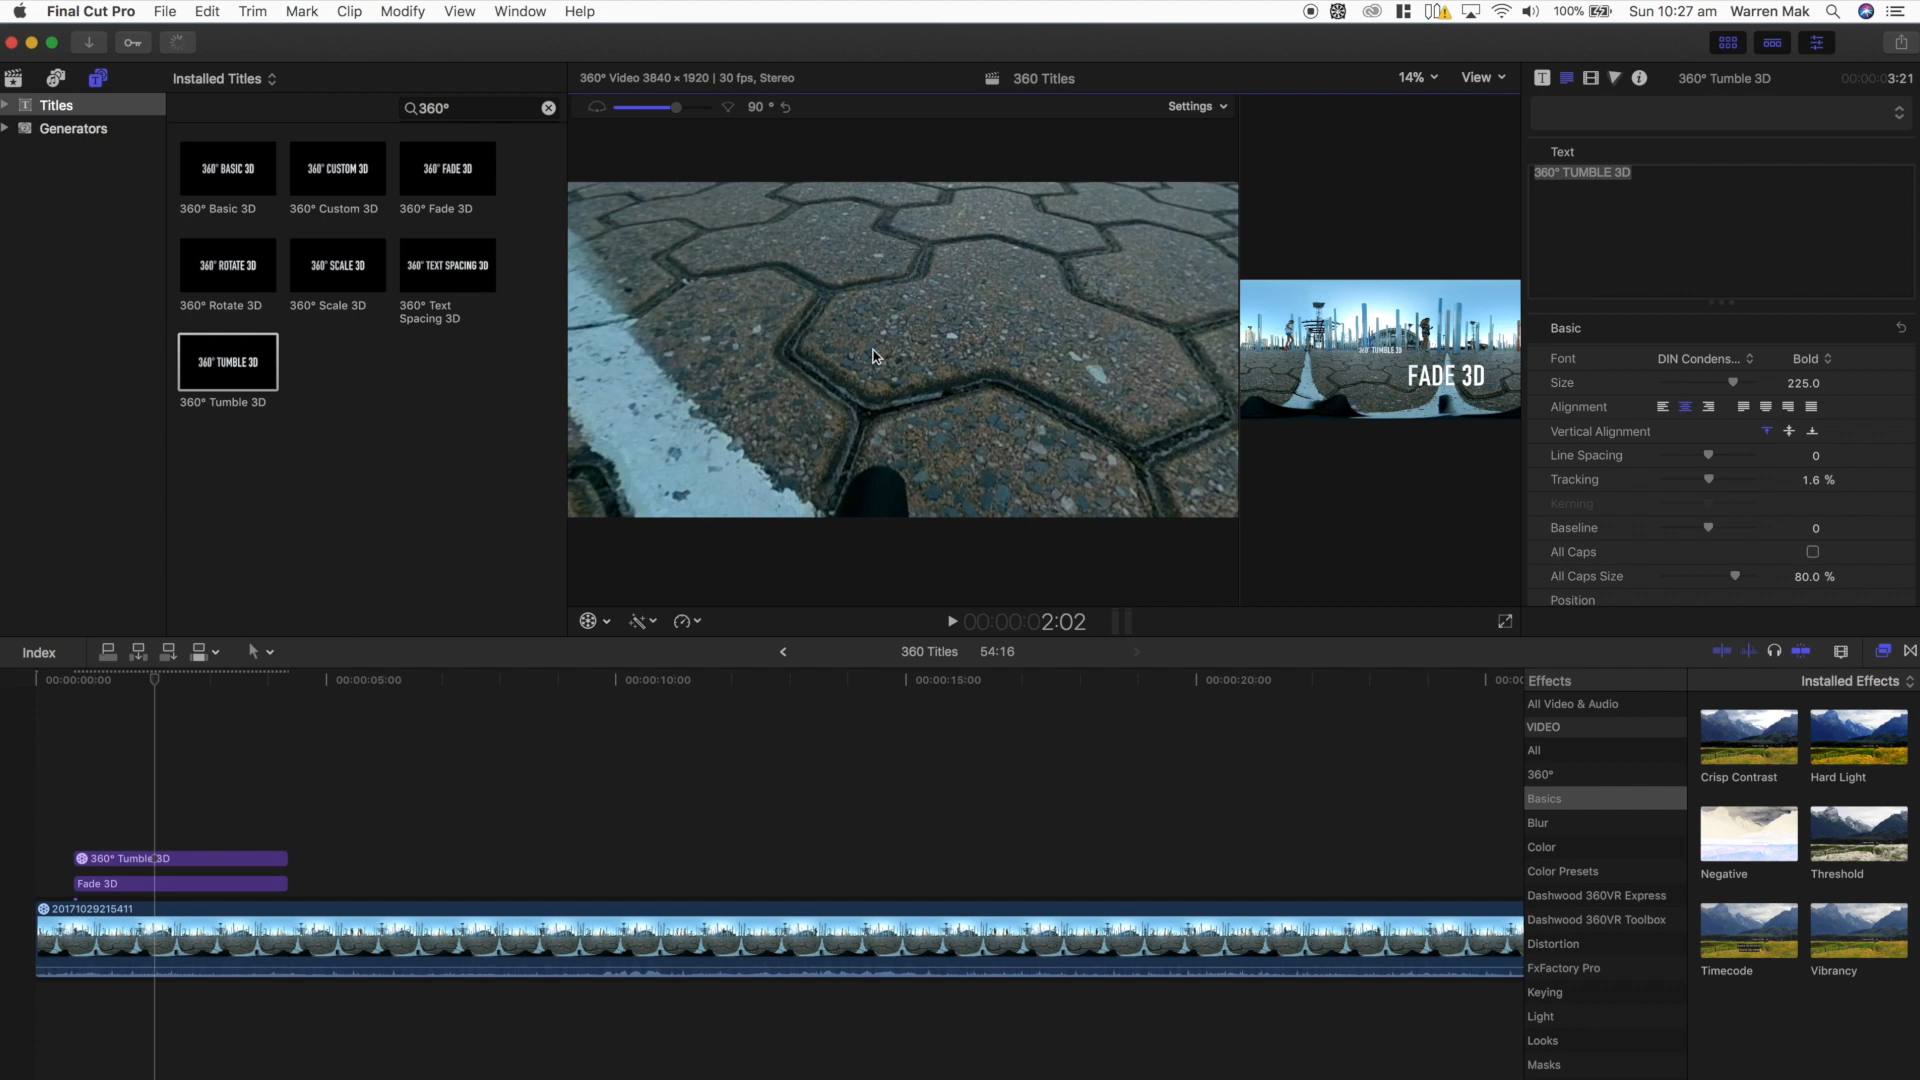 Final Cut Pro File Edit Trim Mark Clip Modify View Window Help 100% Sun 10:27 am Warren Mak
Installed Titles
360° Video 3840 × 1920 | 30 fps, Stereo
360 Titles
14% View
360° Tumble 3D
00:00:03:21
Titles
Generators
360°
90 °
Settings
360° BASIC 3D
360° CUSTOM 3D
360° FADE 3D
360° Basic 3D
360° Custom 3D
360° Fade 3D
360° ROTATE 3D
360° SCALE 3D
360° TEXT SPACING 3D
360° Rotate 3D
360° Scale 3D
360° Text
Spacing 3D
360° TUMBLE 3D
360° Tumble 3D
360° TUMBLE 3D
FADE 3D
Text
360° TUMBLE 3D
Basic
Font DIN Condens... Bold
Size 225.0
Alignment
Vertical Alignment
Line Spacing 0
Tracking 1.6 %
Kerning
Baseline 0
All Caps
All Caps Size 80.0 %
Position
00:00:02:02
Index
360 Titles 54:16
00:00:00:00
00:00:05:00
00:00:10:00
00:00:15:00
00:00:20:00
00:0
360° Tumble 3D
Fade 3D
20171029215411
Effects
Installed Effects
All Video & Audio
VIDEO
All
360°
Basics
Blur
Color
Color Presets
Dashwood 360VR Express
Dashwood 360VR Toolbox
Distortion
FxFactory Pro
Keying
Light
Looks
Masks
Crisp Contrast
Hard Light
Negative
Threshold
Timecode
Vibrancy